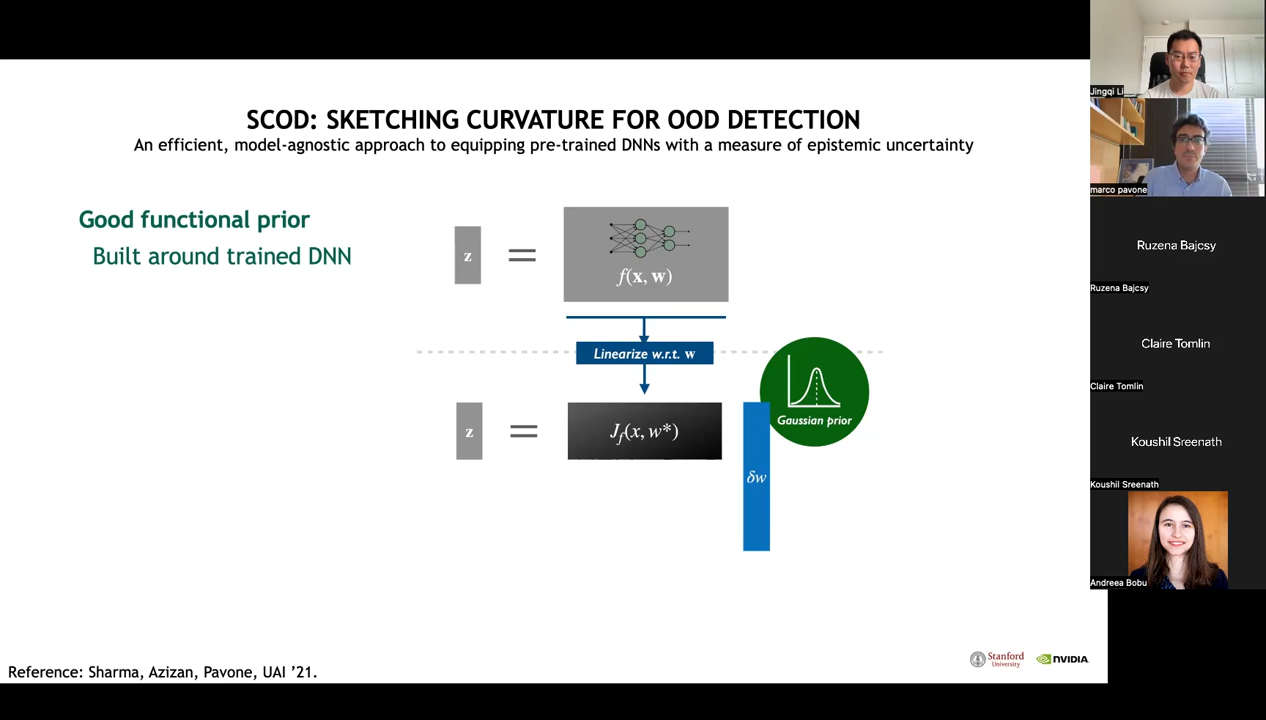 SCOD: SKETCHING CURVATURE FOR OOD DETECTION
An efficient, model-agnostic approach to equipping pre-trained DNNs with a measure of epistemic uncertainty
Good functional prior
Built around trained DNN
z = f(x, w)
Linearize w.r.t. w
z = J_f(x, w*) δw
Gaussian prior
Reference: Sharma, Azizan, Pavone, UAI ’21.
Stanford
University
NVIDIA.
Jingqi Li
marco pavone
Ruzena Bajcsy
Ruzena Bajcsy
Claire Tomlin
Claire Tomlin
Koushil Sreenath
Koushil Sreenath
Andreea Bobu